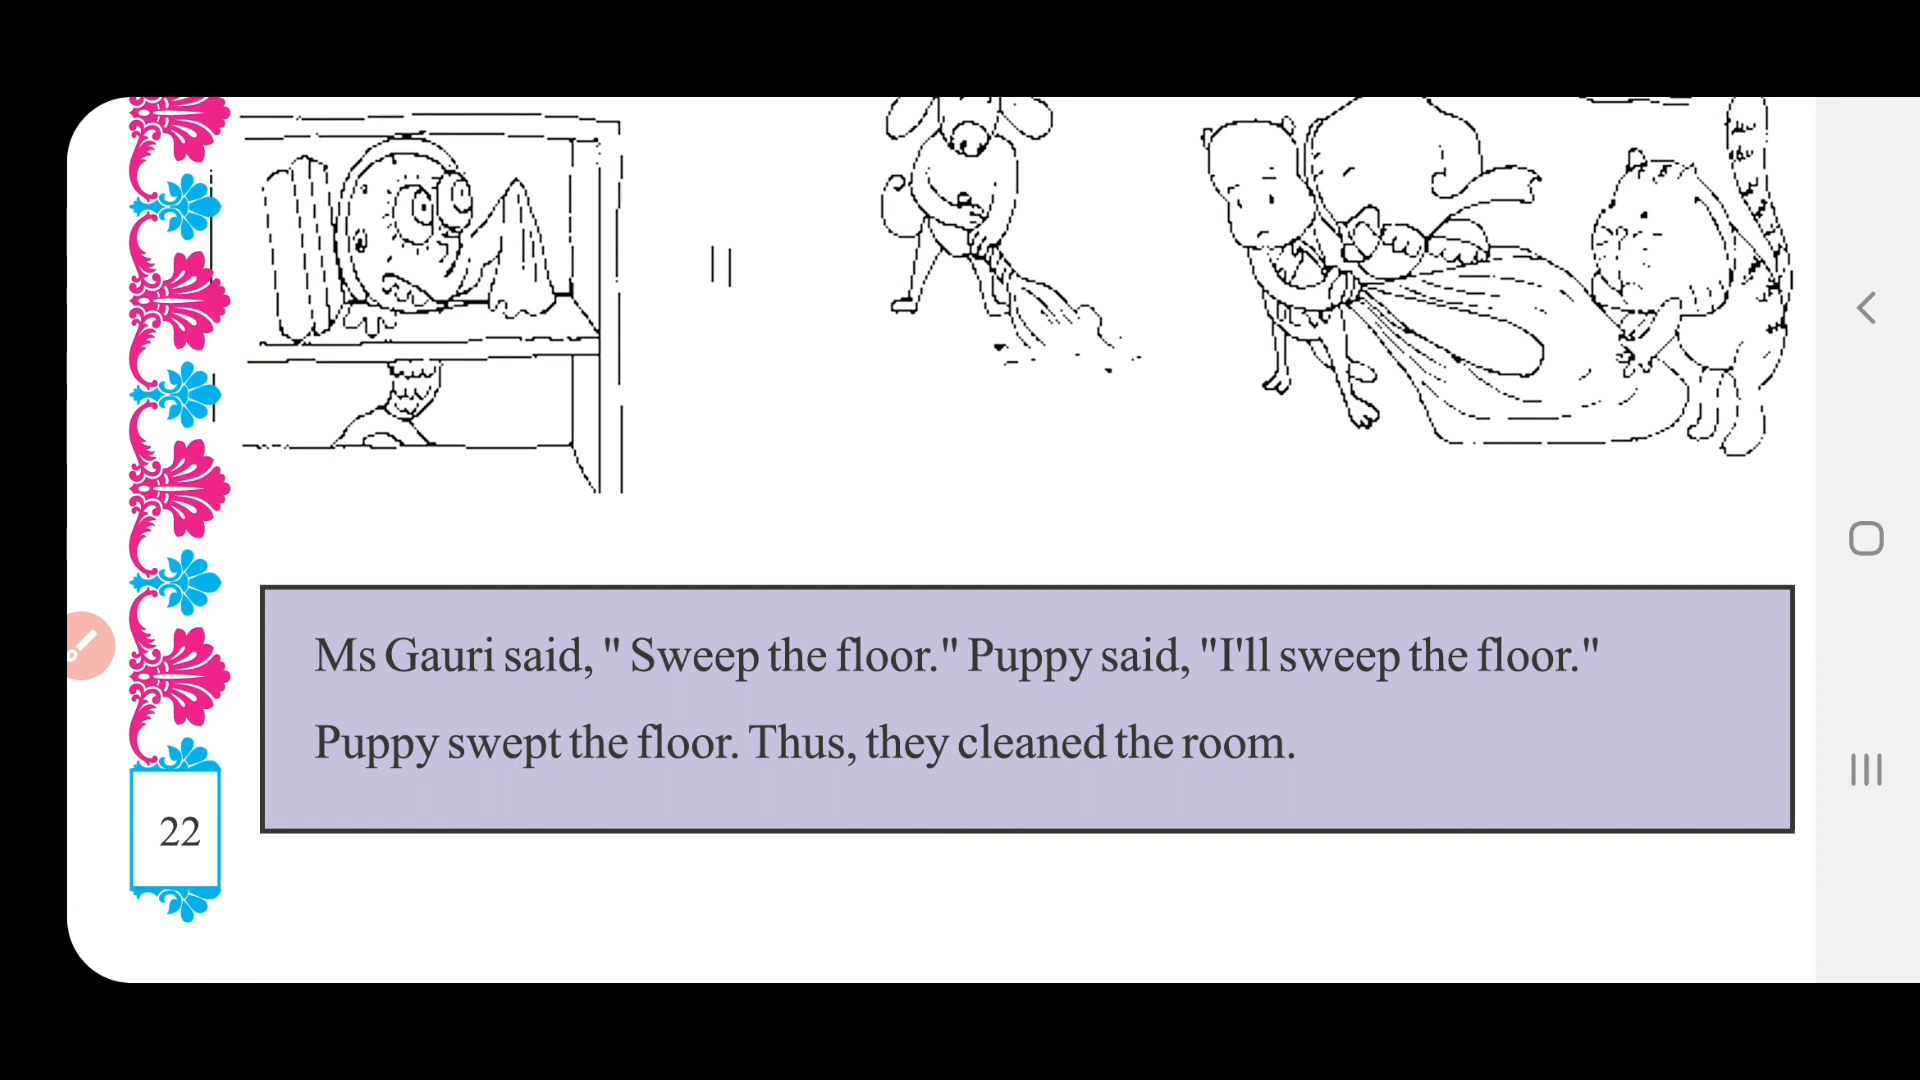 Ms Gauri said, " Sweep the floor." Puppy said, "I'll sweep the floor."
Puppy swept the floor. Thus, they cleaned the room.
22